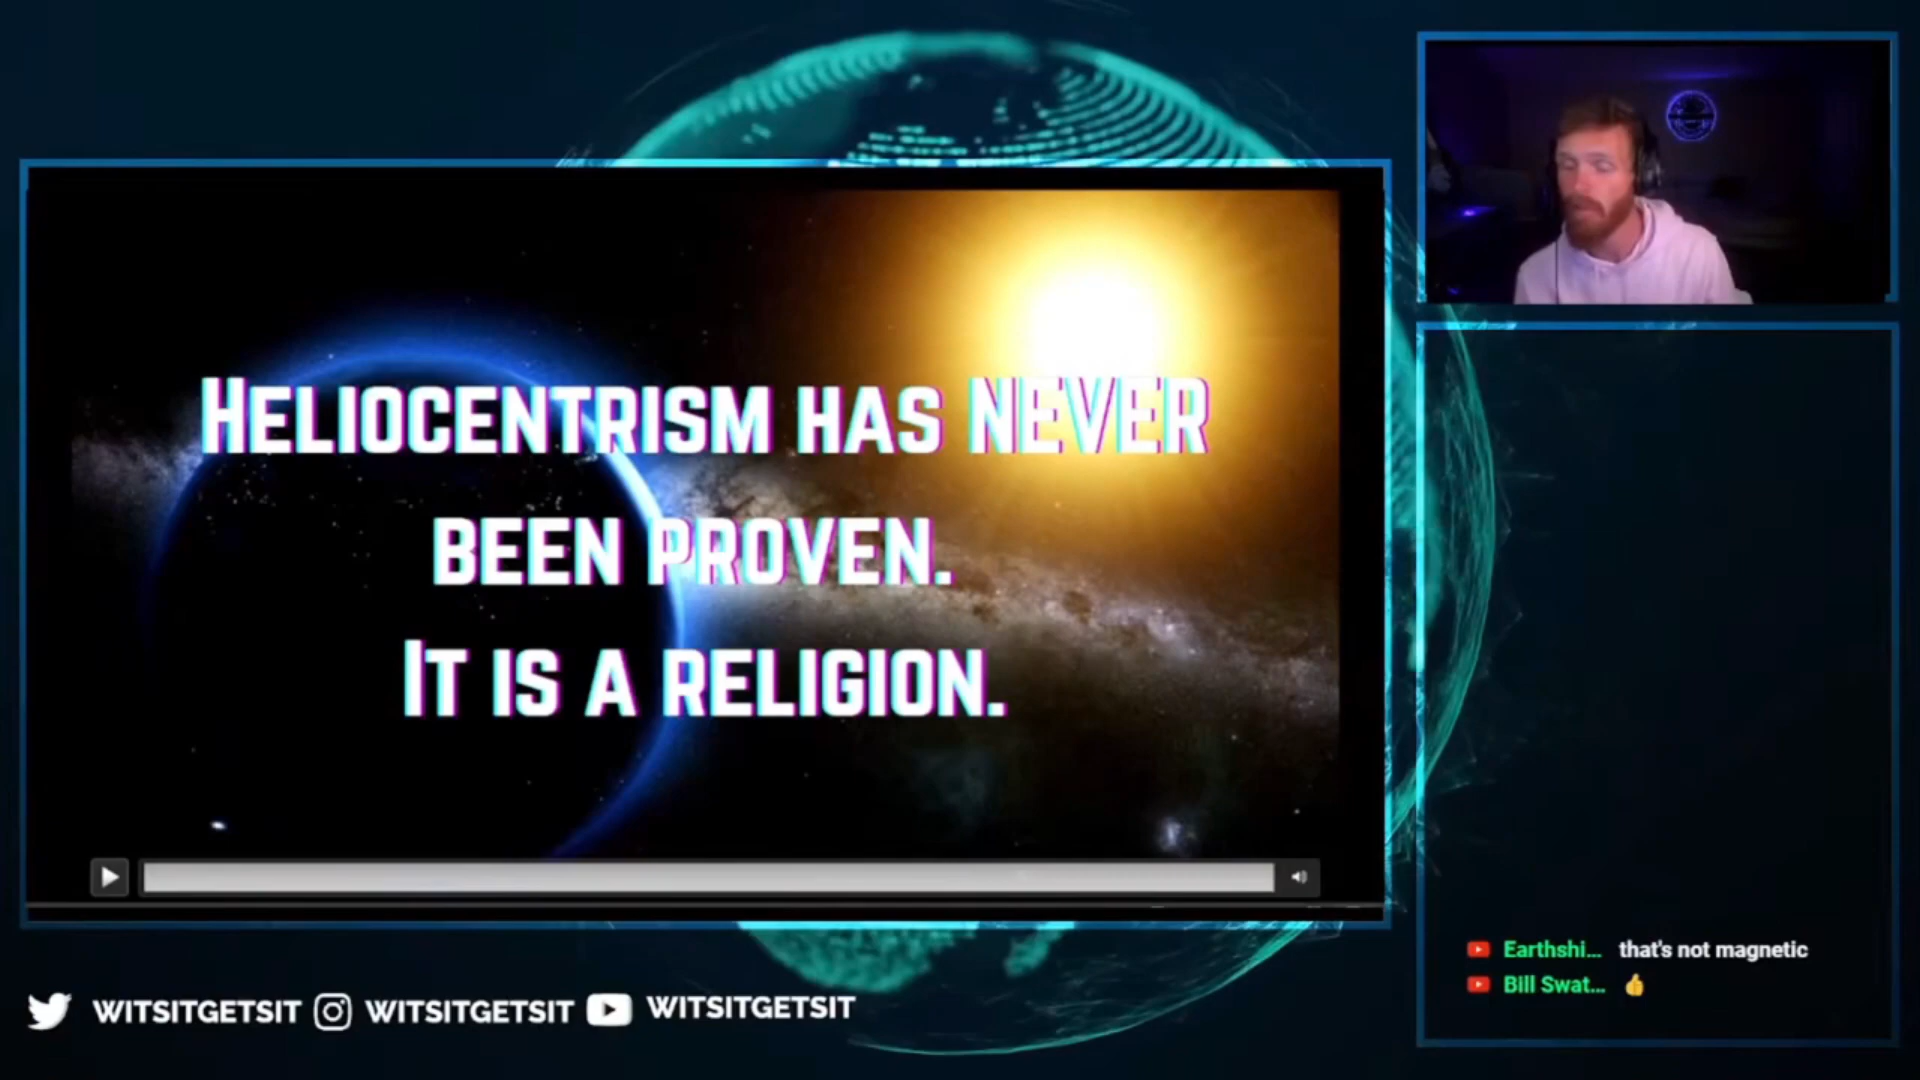 HELIOCENTRISM HAS NEVER
BEEN PROVEN.
IT IS A RELIGION.
Earthshi... that's not magnetic
Bill Swat... 👍
WITSITGETSIT WITSITGETSIT WITSITGETSIT